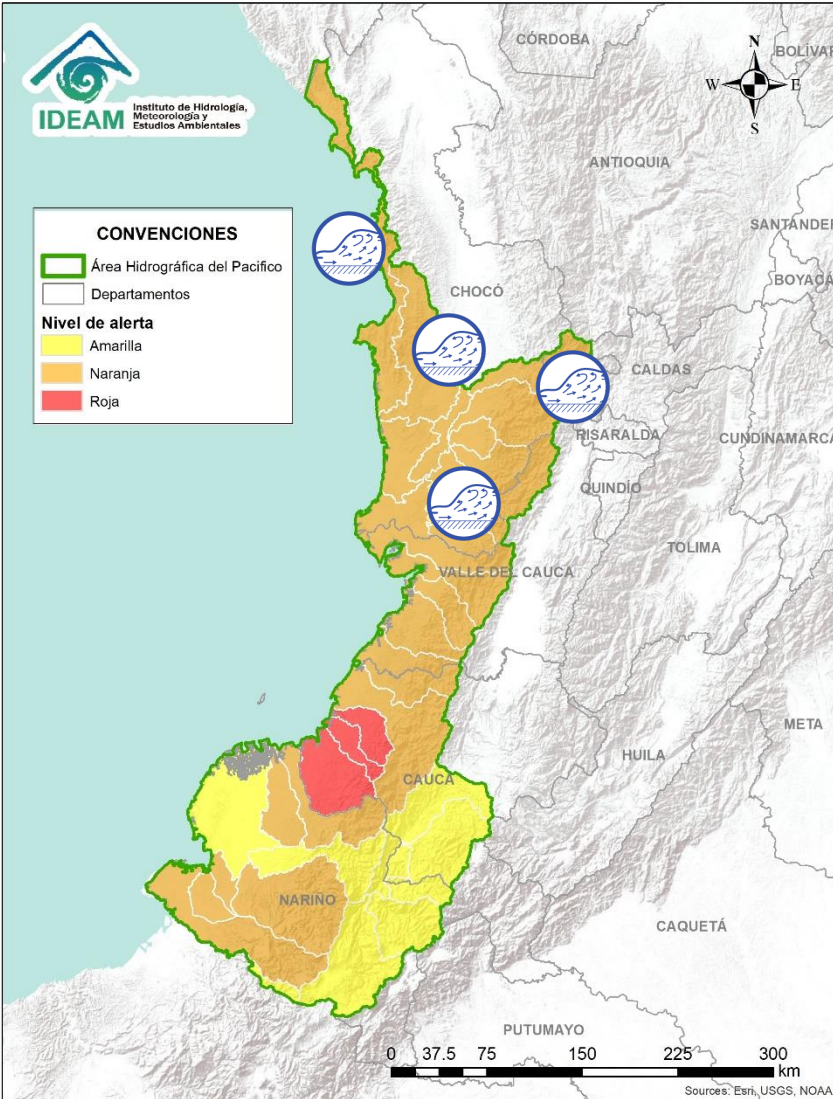 IDEAM
Instituto de Hidrología,
Meteorología y
Estudios Ambientales
CONVENCIONES
Área Hidrográfica del Pacifico
Departamentos
Nivel de alerta
Amarilla
Naranja
Roja
N
W
E
S
CÓRDOBA
BOLÍVAR
ANTIOQUIA
SANTANDER
BOYACÁ
CHOCÓ
CALDAS
RISARALDA
CUNDINAMARCA
QUINDÍO
TOLIMA
VALLE DEL CAUCA
META
HUILA
CAUCA
NARIÑO
CAQUETÁ
PUTUMAYO
0 37.5 75 150 225 300
km
Sources: Esri, USGS, NOAA